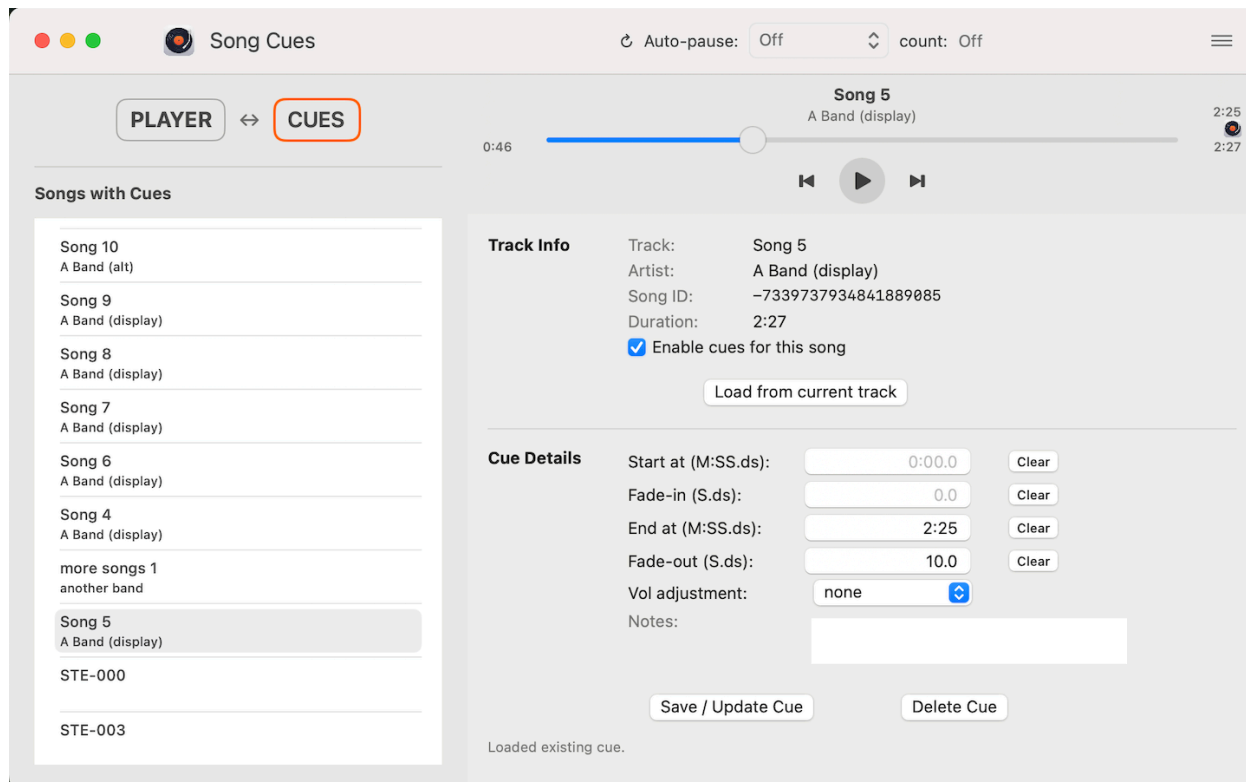 Song Cues
Auto-pause: Off count: Off
PLAYER ↔ CUES
Songs with Cues
Song 10
A Band (alt)
Song 9
A Band (display)
Song 8
A Band (display)
Song 7
A Band (display)
Song 6
A Band (display)
Song 4
A Band (display)
more songs 1
another band
Song 5
A Band (display)
STE-000
STE-003
Song 5
A Band (display)
0:46
2:25
2:27
Track Info
Track: Song 5
Artist: A Band (display)
Song ID: -7339737934841889085
Duration: 2:27
Enable cues for this song
Load from current track
Cue Details
Start at (M:SS.ds): 0:00.0 Clear
Fade-in (S.ds): 0.0 Clear
End at (M:SS.ds): 2:25 Clear
Fade-out (S.ds): 10.0 Clear
Vol adjustment: none
Notes:
Save / Update Cue Delete Cue
Loaded existing cue.